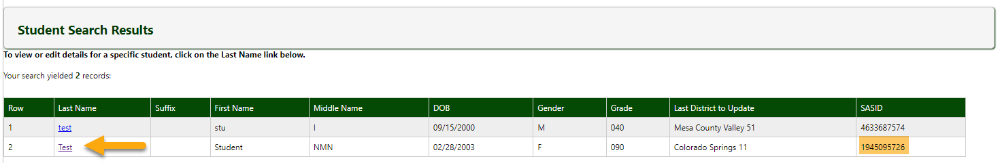 Student Search Results
To view or edit details for a specific student, click on the Last Name link below.
Your search yielded 2 records:
Row Last Name Suffix First Name Middle Name DOB Gender Grade Last District to Update SASID
1 test stu I 09/15/2000 M 040 Mesa County Valley 51 4633687574
2 Test Student NMN 02/28/2003 F 090 Colorado Springs 11 1945095726